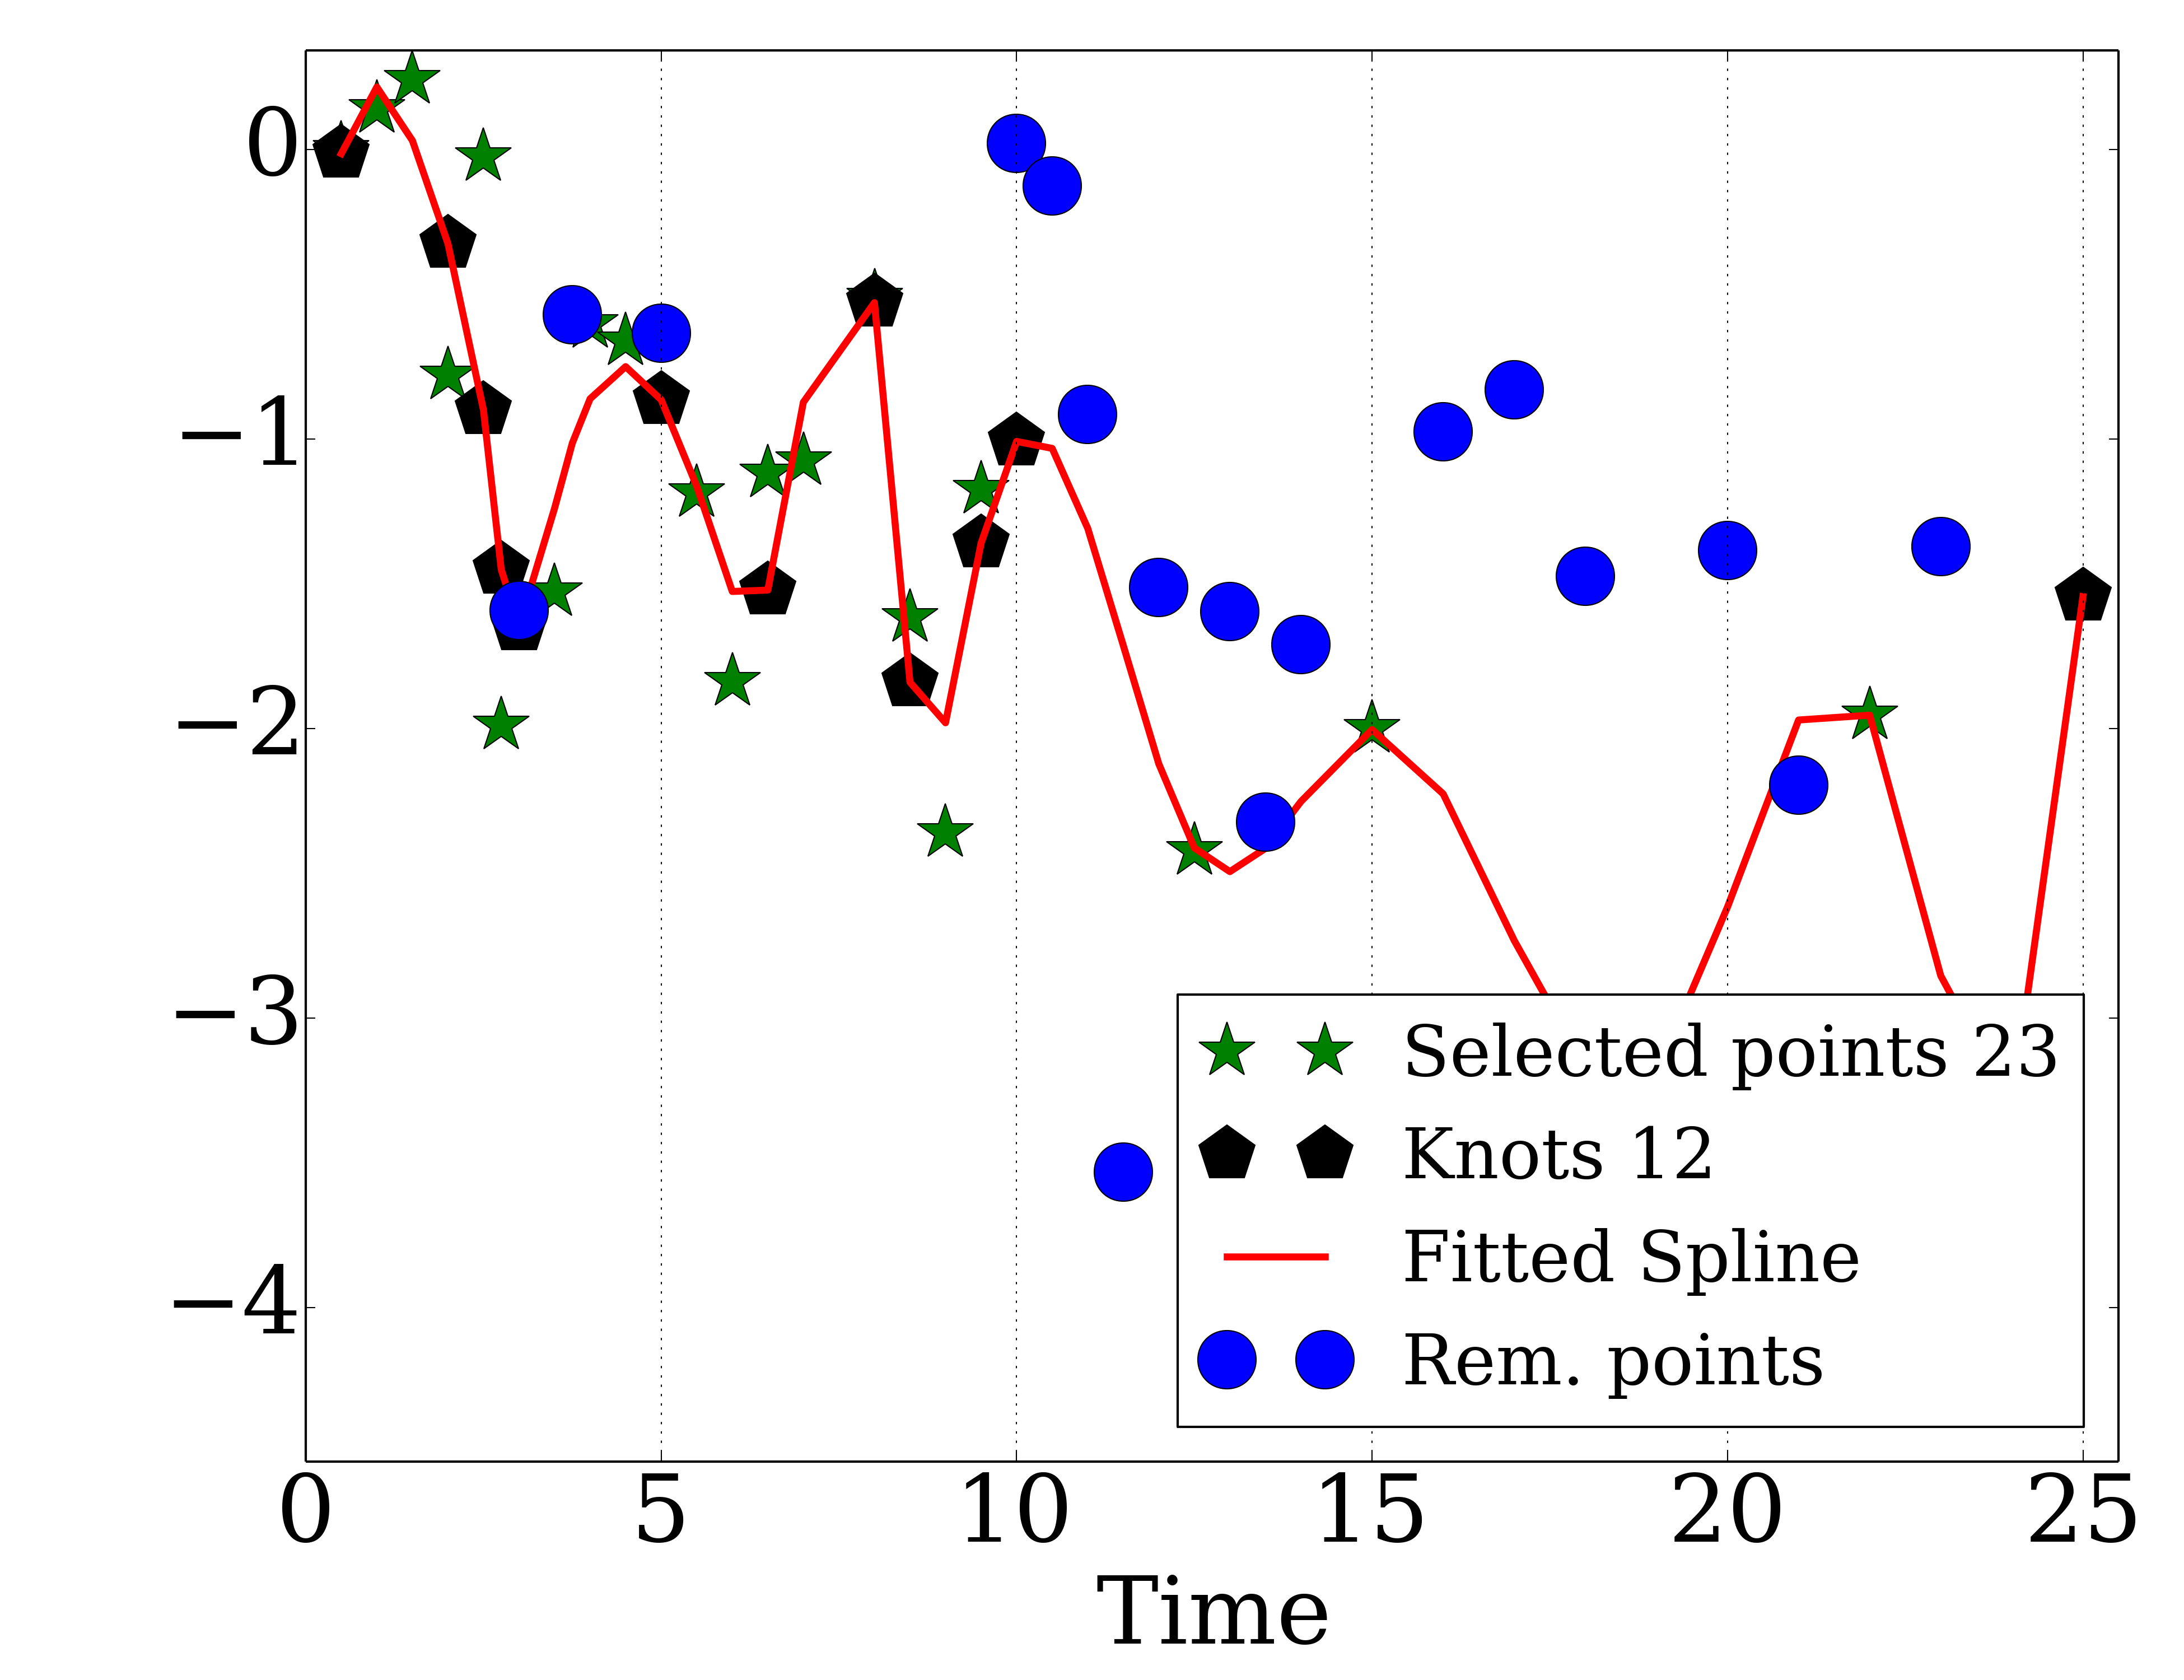 0
−1
−2
−3
−4
Selected points 23
Knots 12
Fitted Spline
Rem. points
0 5 10 15 20 25
Time